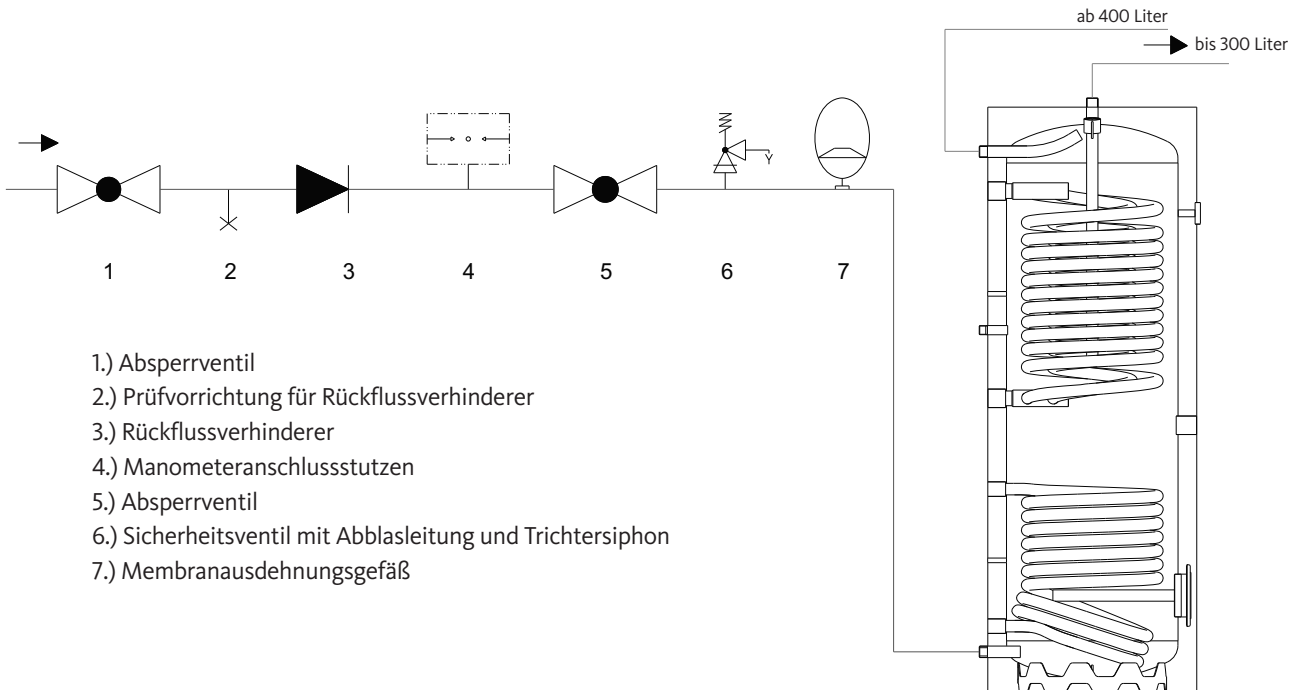 ab 400 Liter
bis 300 Liter
1 2 3 4 5 6 7
1.) Absperrventil
2.) Prüfvorrichtung für Rückflussverhinderer
3.) Rückflussverhinderer
4.) Manometeranschlussstutzen
5.) Absperrventil
6.) Sicherheitsventil mit Abblasleitung und Trichtersiphon
7.) Membranausdehnungsgefäß